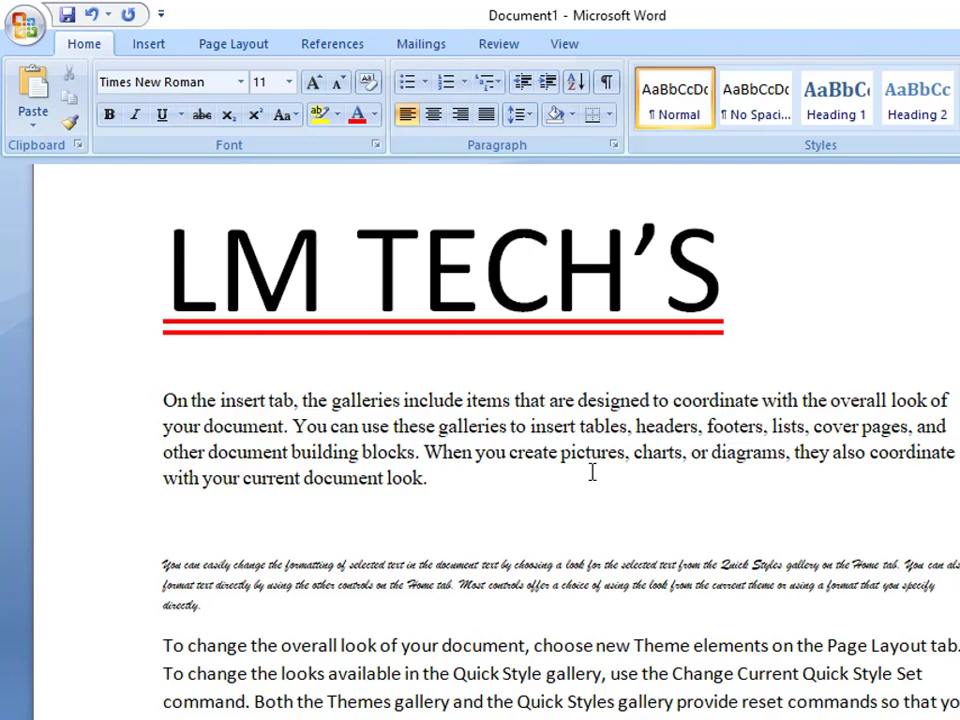 Document1 - Microsoft Word
Home Insert Page Layout References Mailings Review View
Times New Roman 11
Paste
AaBbCcDc AaBbCcDc AaBbC AaBbCc
¶ Normal ¶ No Spaci... Heading 1 Heading 2
Clipboard Font Paragraph Styles
LM TECH’S
On the insert tab, the galleries include items that are designed to coordinate with the overall look of
your document. You can use these galleries to insert tables, headers, footers, lists, cover pages, and
other document building blocks. When you create pictures, charts, or diagrams, they also coordinate
with your current document look.
You can easily change the formatting of selected text in the document text by choosing a look for the selected text from the Quick Styles gallery on the Home tab. You can als
format text directly by using the other controls on the Home tab. Most controls offer a choice of using the look from the current theme or using a format that you specify
directly.
To change the overall look of your document, choose new Theme elements on the Page Layout tab.
To change the looks available in the Quick Style gallery, use the Change Current Quick Style Set
command. Both the Themes gallery and the Quick Styles gallery provide reset commands so that yo